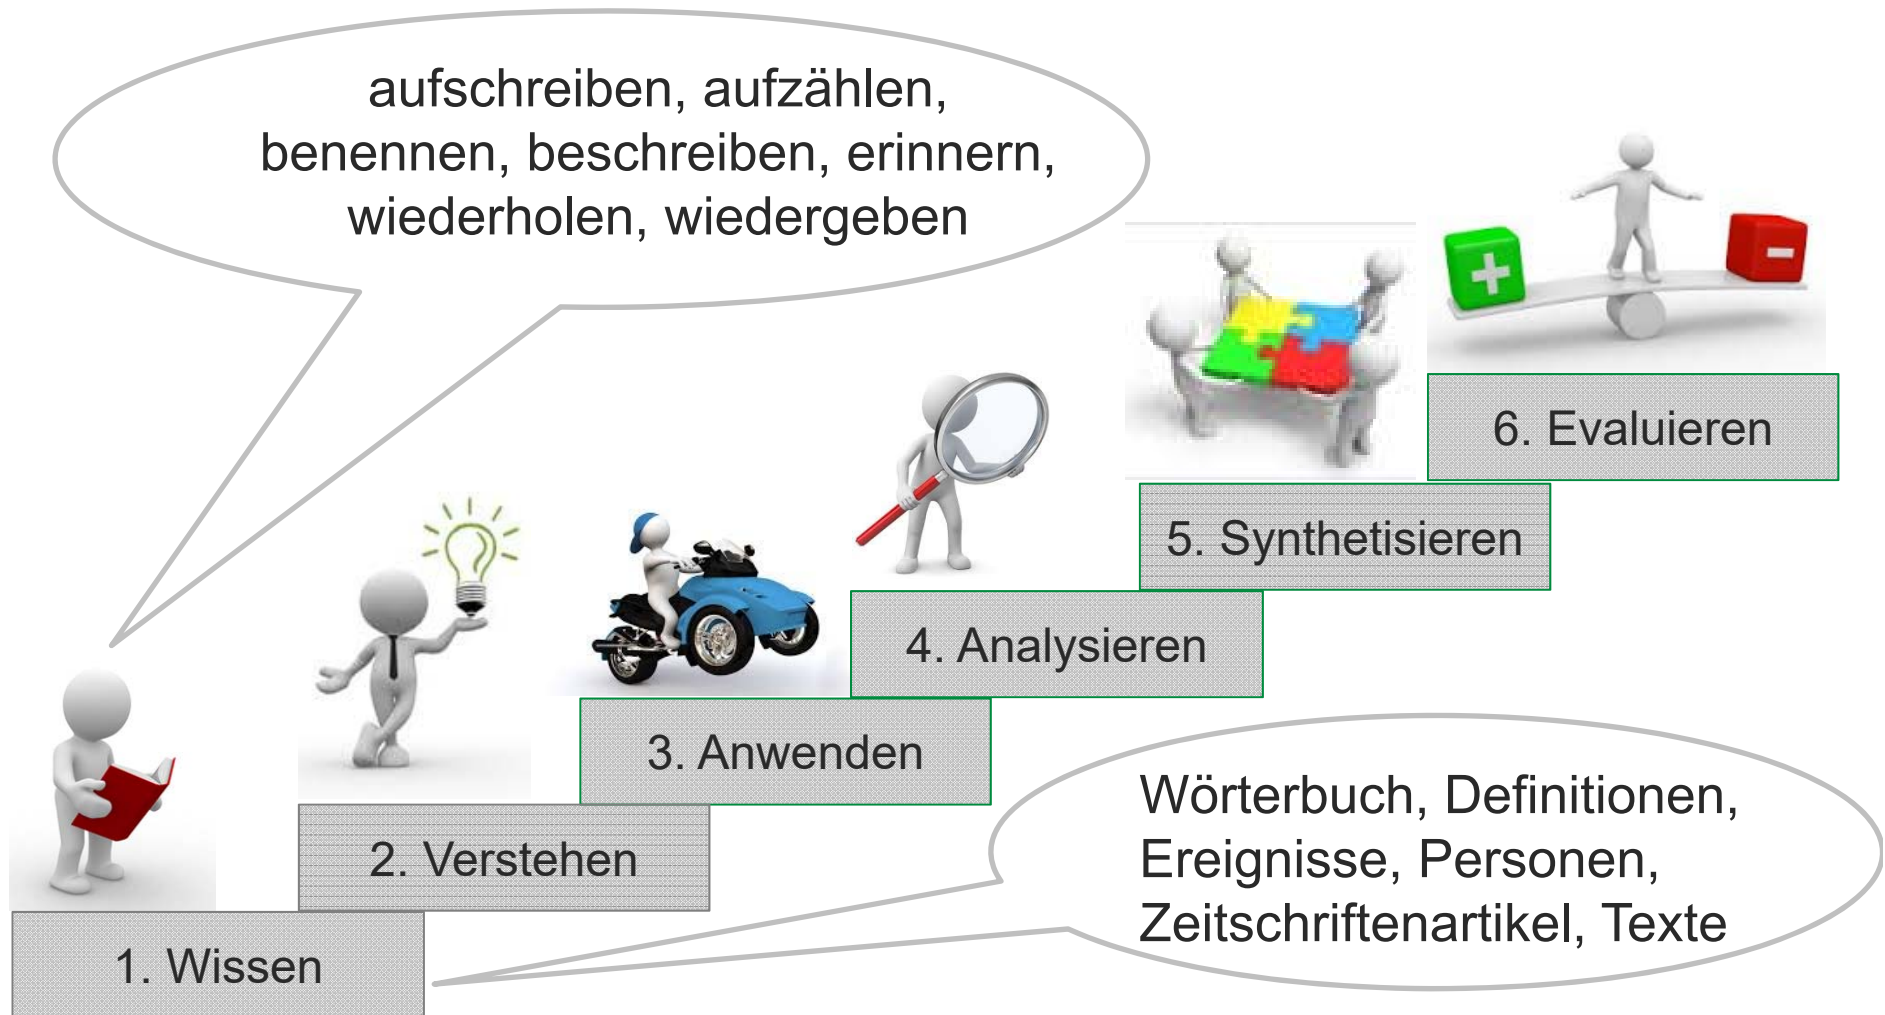 aufschreiben, aufzählen,
benennen, beschreiben, erinnern,
wiederholen, wiedergeben
6. Evaluieren
5. Synthetisieren
4. Analysieren
3. Anwenden
2. Verstehen
1. Wissen
Wörterbuch, Definitionen,
Ereignisse, Personen,
Zeitschriftenartikel, Texte